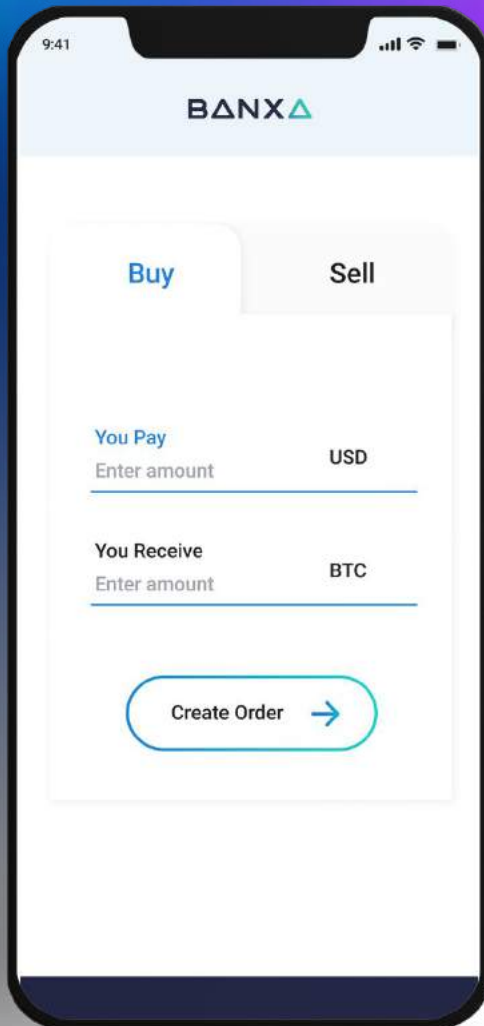 9:41
BANXA
Buy
Sell
You Pay
Enter amount
USD
You Receive
Enter amount
BTC
Create Order